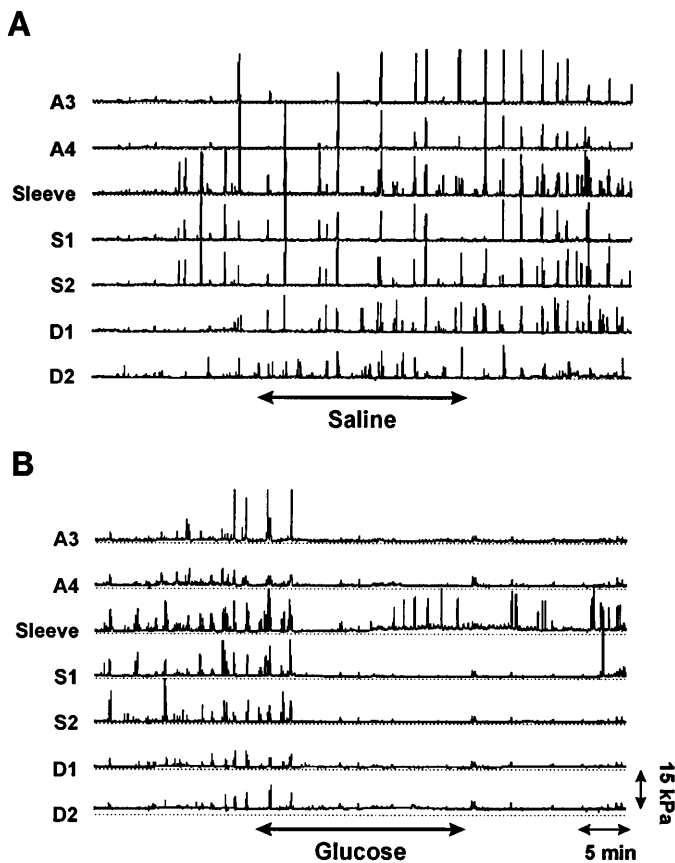 A
A3
A4
Sleeve
S1
S2
D1
D2
Saline
B
A3
A4
Sleeve
S1
S2
D1
D2
15 kPa
Glucose
5 min